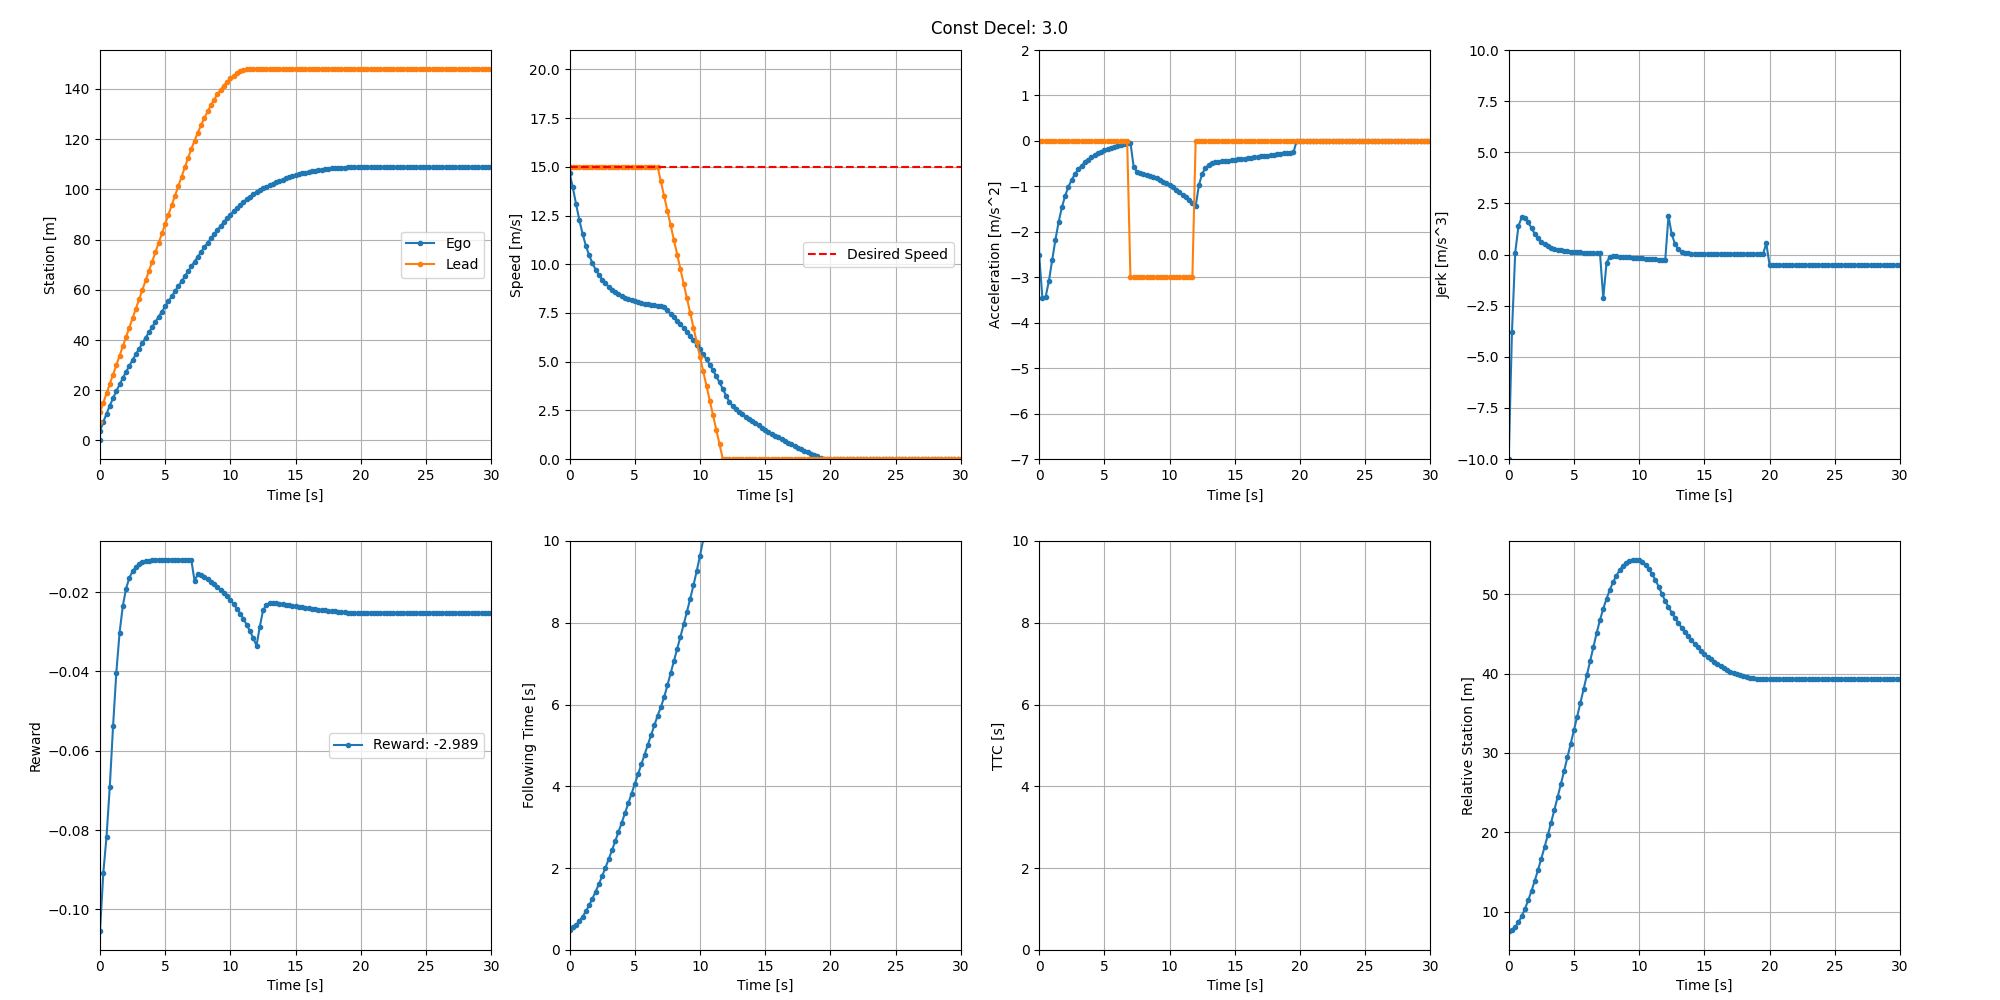 Const Decel: 3.0
Station [m]
140
120
100
80
60
40
20
0
Ego
Lead
0 5 10 15 20 25 30
Time [s]
Speed [m/s]
20.0
17.5
15.0
12.5
10.0
7.5
5.0
2.5
0.0
Desired Speed
0 5 10 15 20 25 30
Time [s]
Acceleration [m/s^2]
2
1
0
−1
−2
−3
−4
−5
−6
−7
0 5 10 15 20 25 30
Time [s]
Jerk [m/s^3]
10.0
7.5
5.0
2.5
0.0
−2.5
−5.0
−7.5
−10.0
0 5 10 15 20 25 30
Time [s]
Reward
−0.02
−0.04
−0.06
−0.08
−0.10
Reward: -2.989
0 5 10 15 20 25 30
Time [s]
Following Time [s]
10
8
6
4
2
0
0 5 10 15 20 25 30
Time [s]
TTC [s]
10
8
6
4
2
0
0 5 10 15 20 25 30
Time [s]
Relative Station [m]
50
40
30
20
10
0 5 10 15 20 25 30
Time [s]